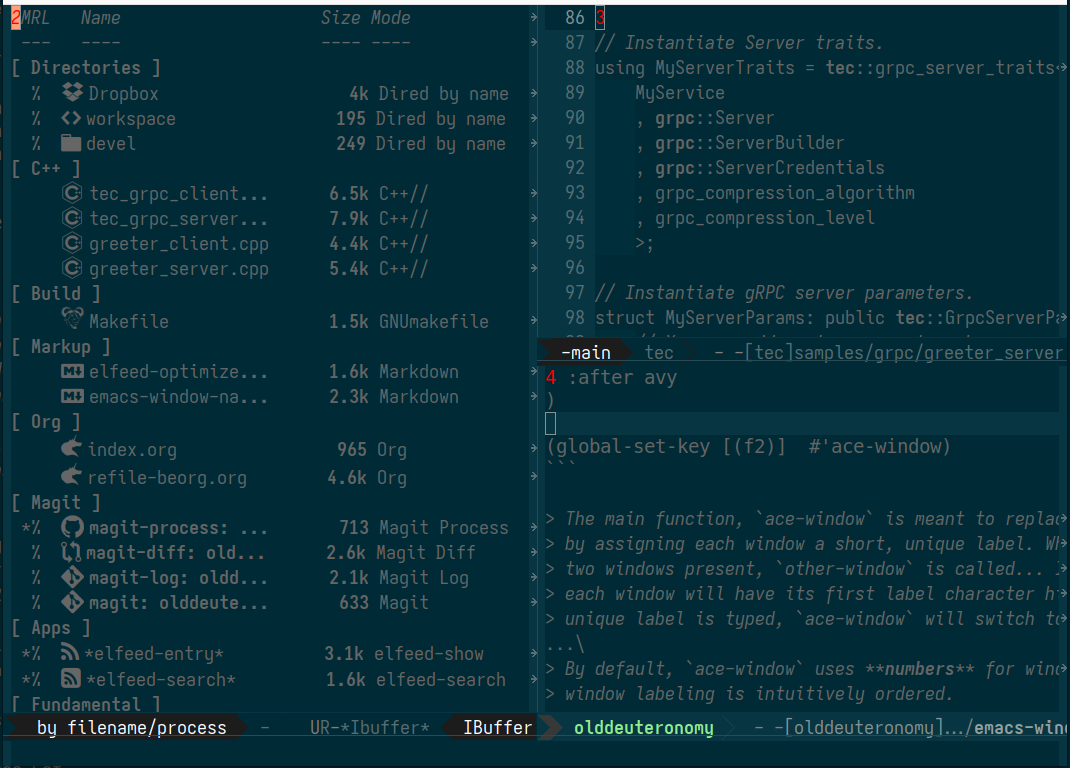 2MRL Name Size Mode
--- ---- ---- ----
[ Directories ]
% Dropbox 4k Dired by name
% workspace 195 Dired by name
% devel 249 Dired by name
[ C++ ]
tec_grpc_client... 6.5k C++//
tec_grpc_server... 7.9k C++//
greeter_client.cpp 4.4k C++//
greeter_server.cpp 5.4k C++//
[ Build ]
Makefile 1.5k GNUmakefile
[ Markup ]
elfeed-optimize... 1.6k Markdown
emacs-window-na... 2.3k Markdown
[ Org ]
index.org 965 Org
refile-beorg.org 4.6k Org
[ Magit ]
*% magit-process: ... 713 Magit Process
% magit-diff: old... 2.6k Magit Diff
% magit-log: oldd... 2.1k Magit Log
% magit: olddeute... 633 Magit
[ Apps ]
*% *elfeed-entry* 3.1k elfeed-show
*% *elfeed-search* 1.6k elfeed-search
[ Fundamental ]
by filename/process - UR-*Ibuffer* IBuffer
86 3
87 // Instantiate Server traits.
88 using MyServerTraits = tec::grpc_server_traits<
89 MyService
90 , grpc::Server
91 , grpc::ServerBuilder
92 , grpc::ServerCredentials
93 , grpc_compression_algorithm
94 , grpc_compression_level
95 >;
96
97 // Instantiate gRPC server parameters.
98 struct MyServerParams: public tec::GrpcServerPa
-main tec - -[tec]samples/grpc/greeter_server
4 :after avy
)
(global-set-key [(f2)] #'ace-window)
```
> The main function, `ace-window` is meant to replac
> by assigning each window a short, unique label. Wh
> two windows present, `other-window` is called...
> each window will have its first label character h
> unique label is typed, `ace-window` will switch to
...\
> By default, `ace-window` uses **numbers** for wind
> window labeling is intuitively ordered.
olddeuteronomy - -[olddeuteronomy].../emacs-win